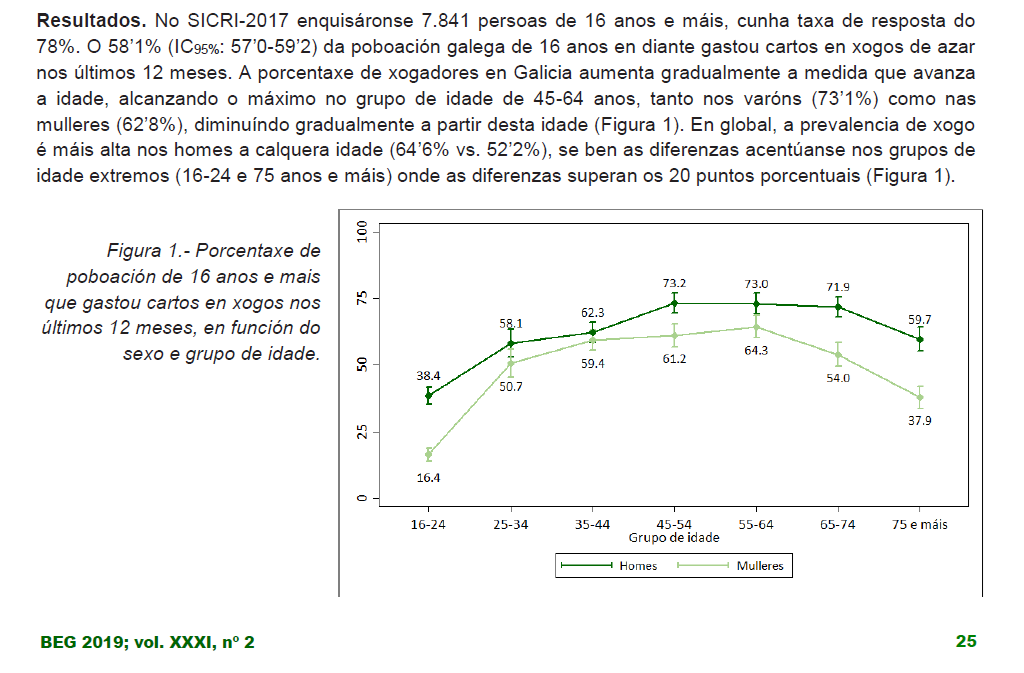 Resultados. No SICRI-2017 enquisáronse 7.841 persoas de 16 anos e máis, cunha taxa de resposta do
78%. O 58’1% (IC95%: 57’0-59’2) da poboación galega de 16 anos en diante gastou cartos en xogos de azar
nos últimos 12 meses. A porcentaxe de xogadores en Galicia aumenta gradualmente a medida que avanza
a idade, alcanzando o máximo no grupo de idade de 45-64 anos, tanto nos varóns (73’1%) como nas
mulleres (62’8%), diminuíndo gradualmente a partir desta idade (Figura 1). En global, a prevalencia de xogo
é máis alta nos homes a calquera idade (64’6% vs. 52’2%), se ben as diferenzas acentúanse nos grupos de
idade extremos (16-24 e 75 anos e máis) onde as diferenzas superan os 20 puntos porcentuais (Figura 1).
Figura 1.- Porcentaxe de
poboación de 16 anos e mais
que gastou cartos en xogos nos
últimos 12 meses, en función do
sexo e grupo de idade.
100
75
50
25
0
38.4
58.1
62.3
73.2
73.0
71.9
59.7
16.4
50.7
59.4
61.2
64.3
54.0
37.9
16-24 25-34 35-44 45-54 55-64 65-74 75 e máis
Grupo de idade
Homes Mulleres
BEG 2019; vol. XXXI, nº 2 25